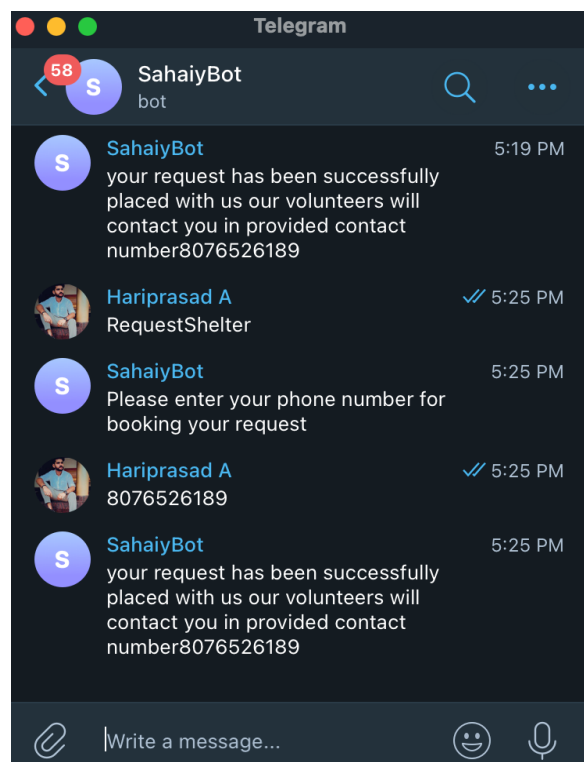 Telegram
58
S
SahaiyBot
bot
S
SahaiyBot 5:19 PM
your request has been successfully
placed with us our volunteers will
contact you in provided contact
number8076526189
Hariprasad A 5:25 PM
RequestShelter
S
SahaiyBot 5:25 PM
Please enter your phone number for
booking your request
Hariprasad A 5:25 PM
8076526189
S
SahaiyBot 5:25 PM
your request has been successfully
placed with us our volunteers will
contact you in provided contact
number8076526189
Write a message...